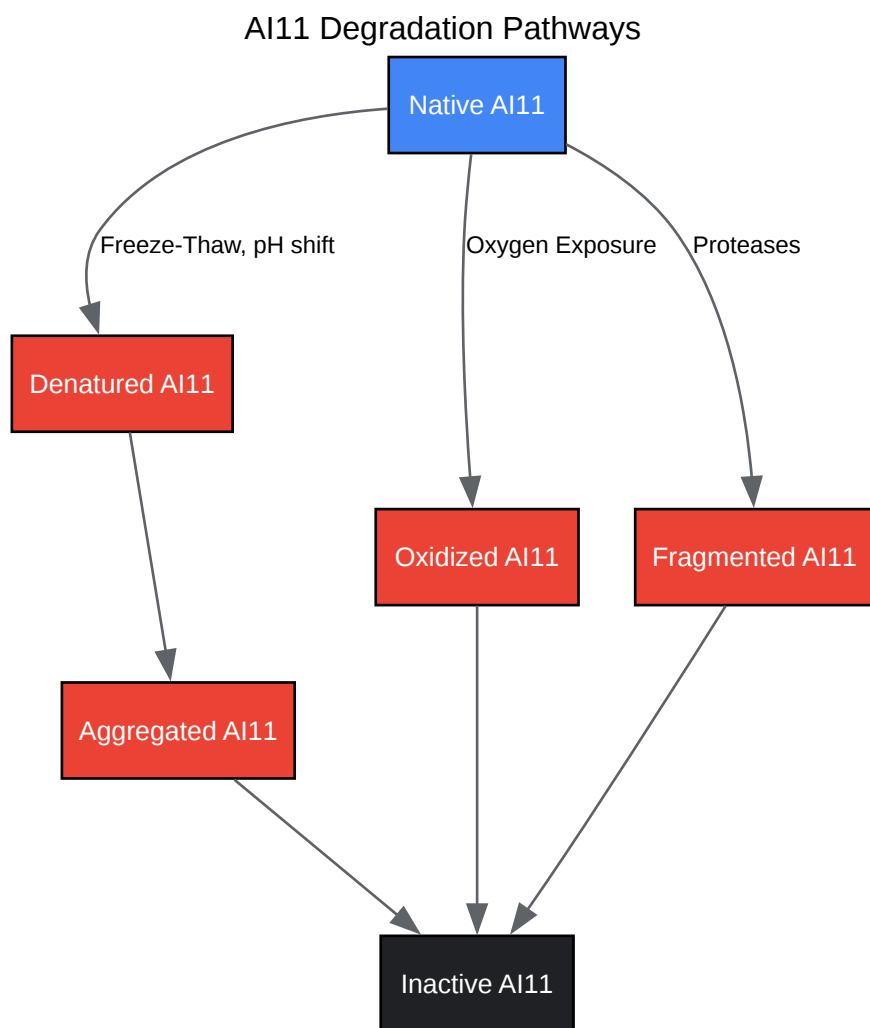 AI11 Degradation Pathways
Native AI11
Freeze-Thaw, pH shift
Oxygen Exposure
Proteases
Denatured AI11
Oxidized AI11
Fragmented AI11
Aggregated AI11
Inactive AI11